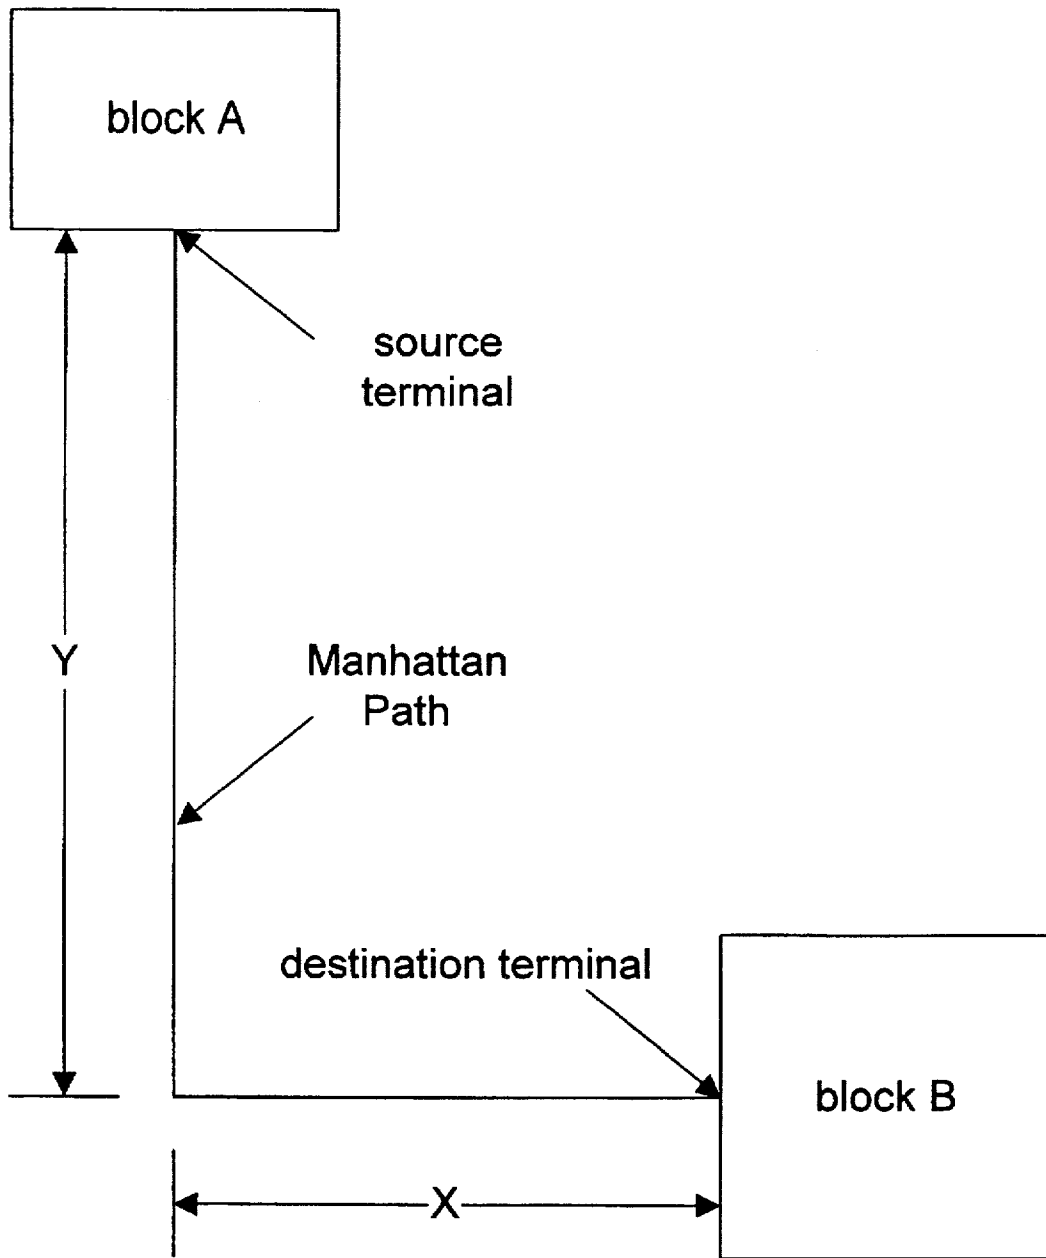 block A
source
terminal
Y
Manhattan
Path
destination terminal
block B
X